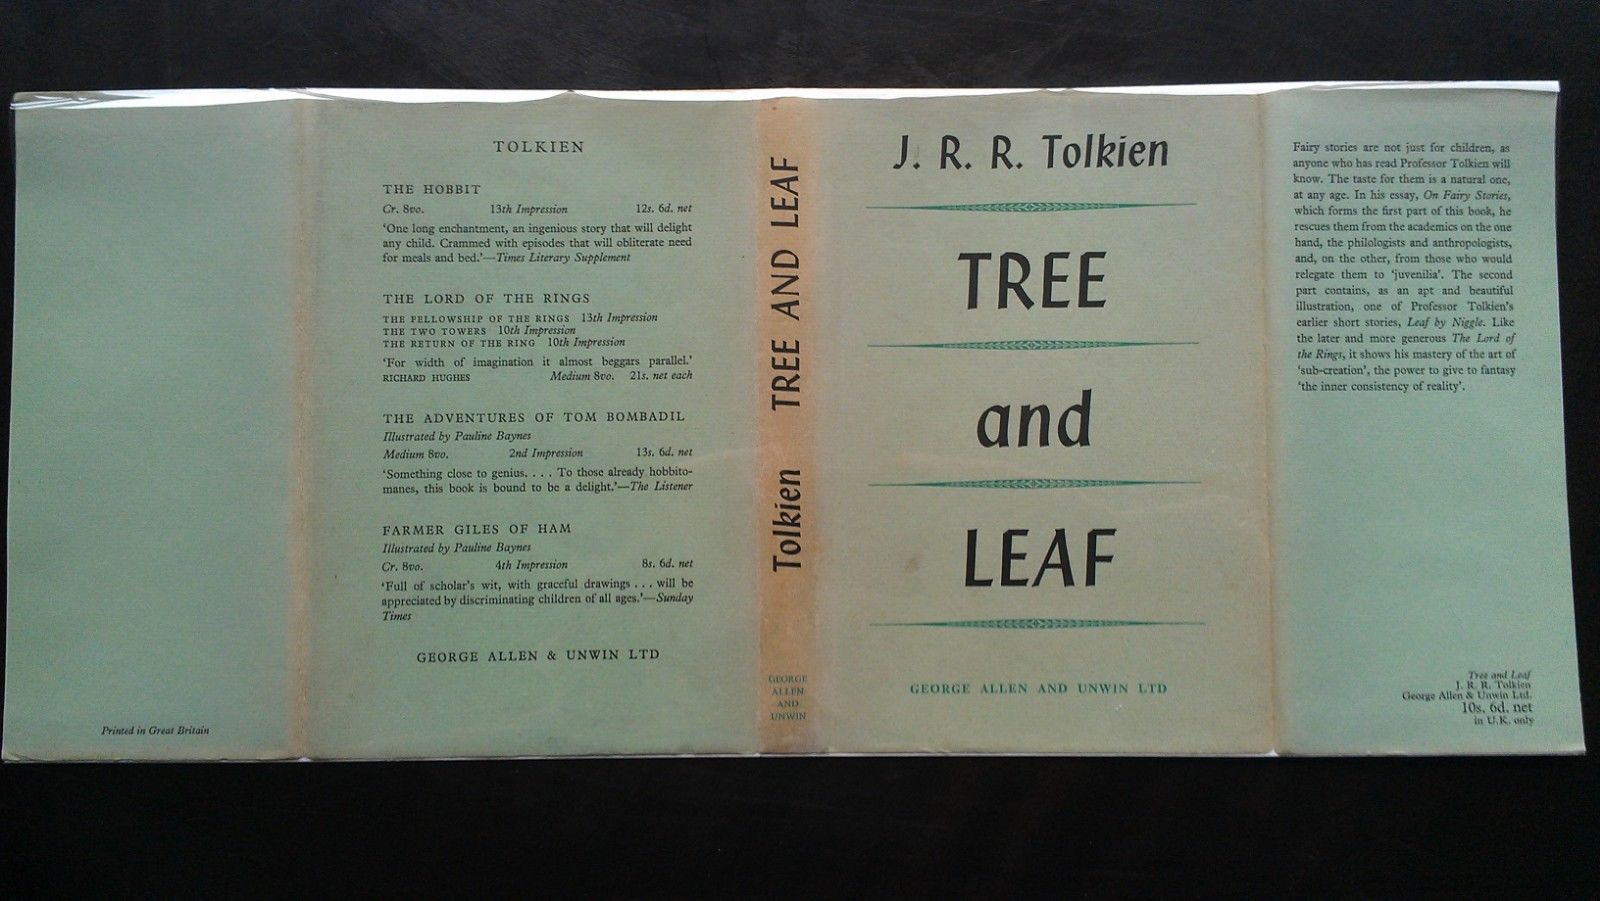 Printed in Great Britain
TOLKIEN
THE HOBBIT
Cr. 8vo. 13th Impression 12s. 6d. net
‘One long enchantment, an ingenious story that will delight
any child. Crammed with episodes that will obliterate need
for meals and bed.’—Times Literary Supplement
THE LORD OF THE RINGS
THE FELLOWSHIP OF THE RINGS 13th Impression
THE TWO TOWERS 10th Impression
THE RETURN OF THE RING 10th Impression
‘For width of imagination it almost beggars parallel.’
RICHARD HUGHES Medium 8vo. 21s. net each
THE ADVENTURES OF TOM BOMBADIL
Illustrated by Pauline Baynes
Medium 8vo. 2nd Impression 13s. 6d. net
‘Something close to genius. . . . To those already hobbito-
manes, this book is bound to be a delight.’—The Listener
FARMER GILES OF HAM
Illustrated by Pauline Baynes
Cr. 8vo. 4th Impression 8s. 6d. net
‘Full of scholar’s wit, with graceful drawings . . . will be
appreciated by discriminating children of all ages.’—Sunday
Times
GEORGE ALLEN & UNWIN LTD
Tolkien TREE AND LEAF
GEORGE
ALLEN
AND
UNWIN
J. R. R. Tolkien
TREE
and
LEAF
GEORGE ALLEN AND UNWIN LTD
Fairy stories are not just for children, as
anyone who has read Professor Tolkien will
know. The taste for them is a natural one,
at any age. In his essay, On Fairy Stories,
which forms the first part of this book, he
rescues them from the academics on the one
hand, the philologists and anthropologists,
and, on the other, from those who would
relegate them to ‘juvenilia’. The second
part contains, as an apt and beautiful
illustration, one of Professor Tolkien’s
earlier short stories, Leaf by Niggle. Like
the later and more generous The Lord of
the Rings, it shows his mastery of the art of
‘sub-creation’, the power to give to fantasy
‘the inner consistency of reality’.
Tree and Leaf
J. R. R. Tolkien
George Allen & Unwin Ltd.
10s. 6d. net
in U.K. only